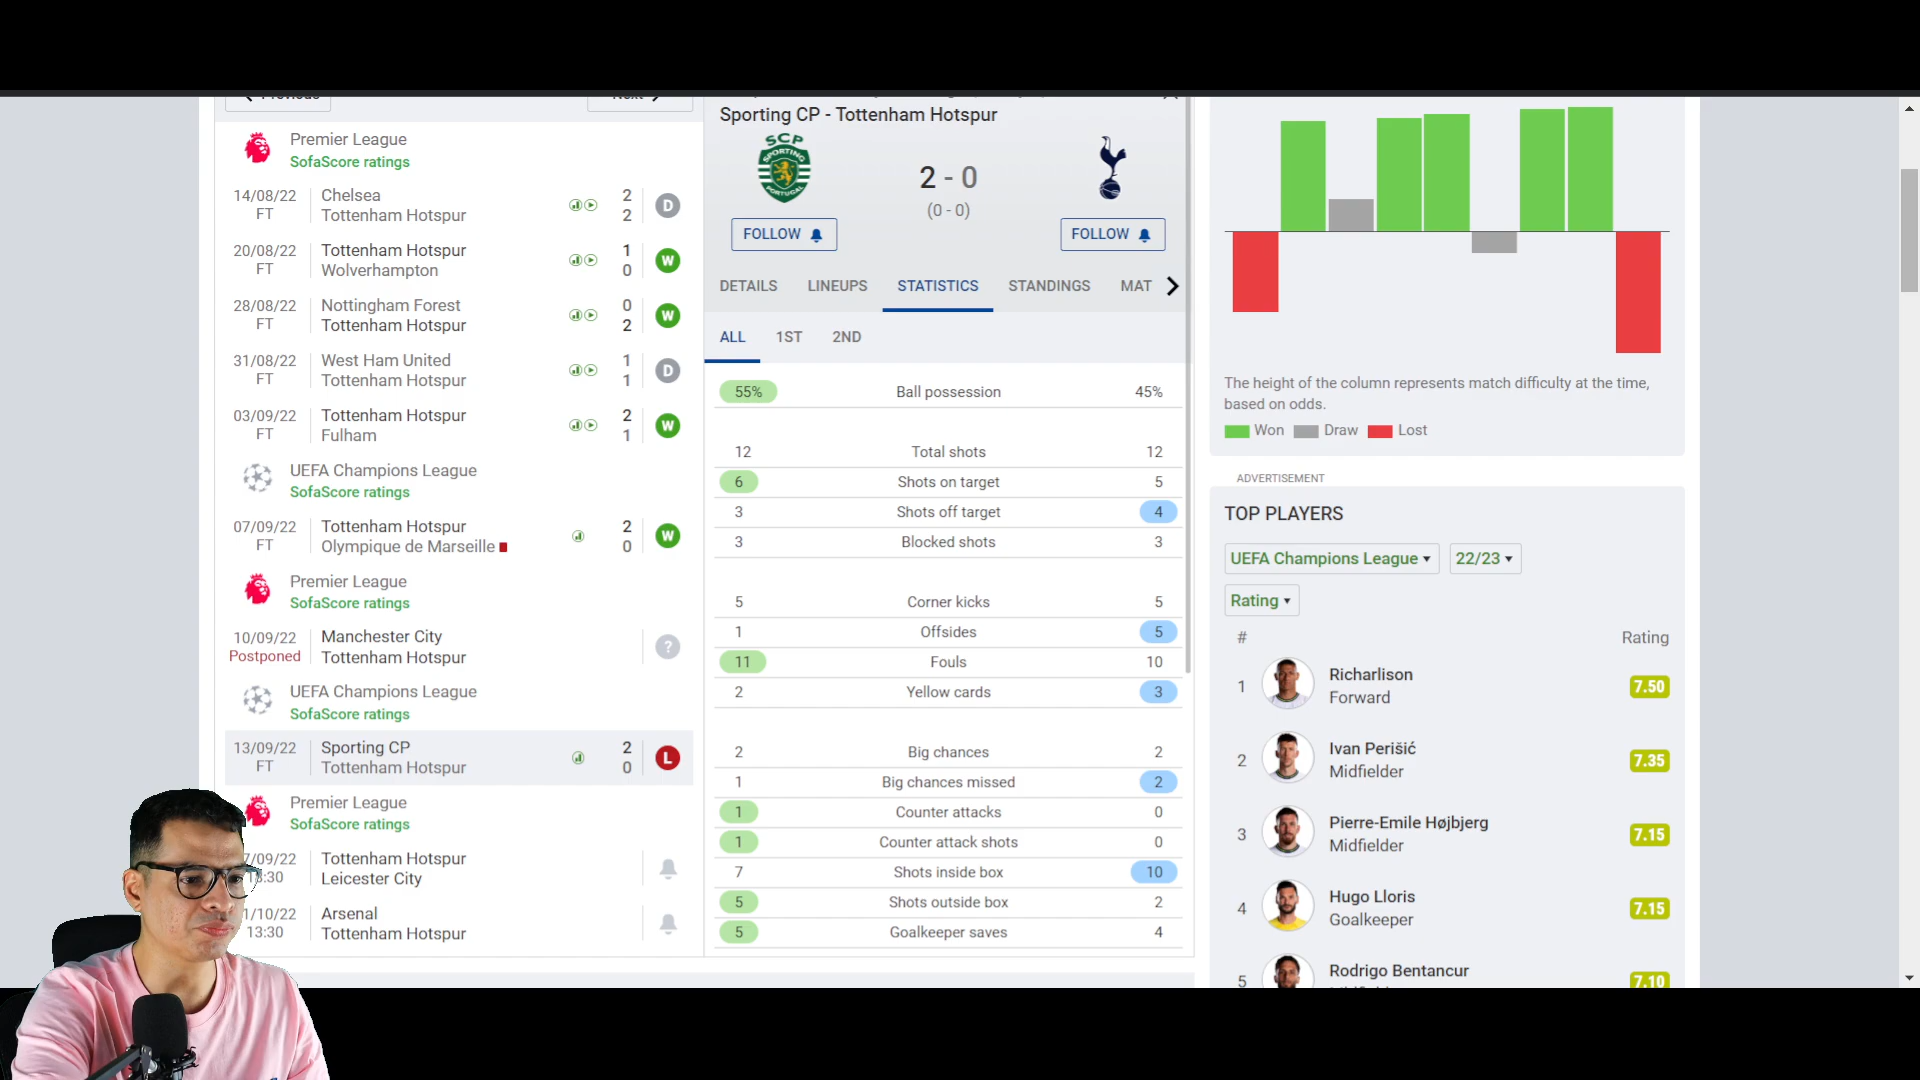 Previous
Next
Premier League
SofaScore ratings
14/08/22
FT
Chelsea
Tottenham Hotspur
2
2
D
20/08/22
FT
Tottenham Hotspur
Wolverhampton
1
0
W
28/08/22
FT
Nottingham Forest
Tottenham Hotspur
0
2
W
31/08/22
FT
West Ham United
Tottenham Hotspur
1
1
D
03/09/22
FT
Tottenham Hotspur
Fulham
2
1
W
UEFA Champions League
SofaScore ratings
07/09/22
FT
Tottenham Hotspur
Olympique de Marseille
2
0
W
Premier League
SofaScore ratings
10/09/22
Postponed
Manchester City
Tottenham Hotspur
?
UEFA Champions League
SofaScore ratings
13/09/22
FT
Sporting CP
Tottenham Hotspur
2
0
L
Premier League
SofaScore ratings
7/09/22
Tottenham Hotspur
Leicester City
1/10/22
13:30
Arsenal
Tottenham Hotspur
Sporting CP - Tottenham Hotspur
SCP
SPORTING
PORTUGAL
2 - 0
(0 - 0)
FOLLOW
FOLLOW
DETAILS LINEUPS STATISTICS STANDINGS MAT
ALL 1ST 2ND
55% Ball possession 45%
12 Total shots 12
6 Shots on target 5
3 Shots off target 4
3 Blocked shots 3
5 Corner kicks 5
1 Offsides 5
11 Fouls 10
2 Yellow cards 3
2 Big chances 2
1 Big chances missed 2
1 Counter attacks 0
1 Counter attack shots 0
7 Shots inside box 10
5 Shots outside box 2
5 Goalkeeper saves 4
The height of the column represents match difficulty at the time,
based on odds.
Won Draw Lost
ADVERTISEMENT
TOP PLAYERS
UEFA Champions League 22/23
Rating
# Rating
1 Richarlison
Forward
7.50
2 Ivan Perišić
Midfielder
7.35
3 Pierre-Emile Højbjerg
Midfielder
7.15
4 Hugo Lloris
Goalkeeper
7.15
5 Rodrigo Bentancur
7.10